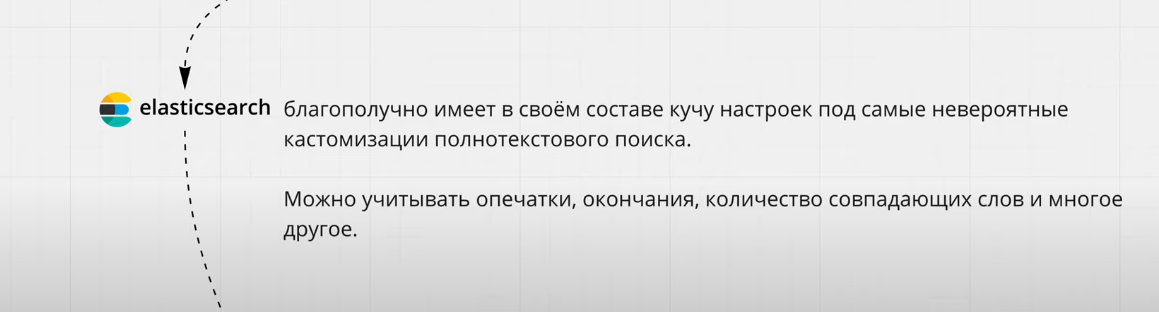 elasticsearch благополучно имеет в своём составе кучу настроек под самые невероятные
кастомизации полнотекстового поиска.
Можно учитывать опечатки, окончания, количество совпадающих слов и многое
другое.